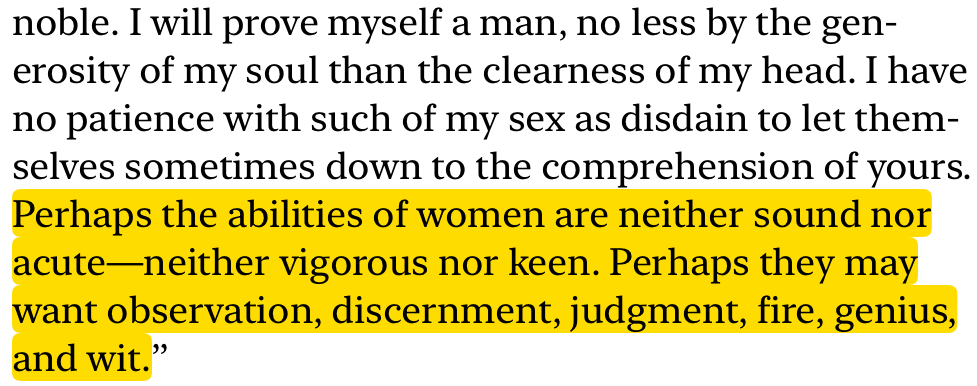 noble. I will prove myself a man, no less by the gen-
erosity of my soul than the clearness of my head. I have
no patience with such of my sex as disdain to let them-
selves sometimes down to the comprehension of yours.
Perhaps the abilities of women are neither sound nor
acute—neither vigorous nor keen. Perhaps they may
want observation, discernment, judgment, fire, genius,
and wit.”